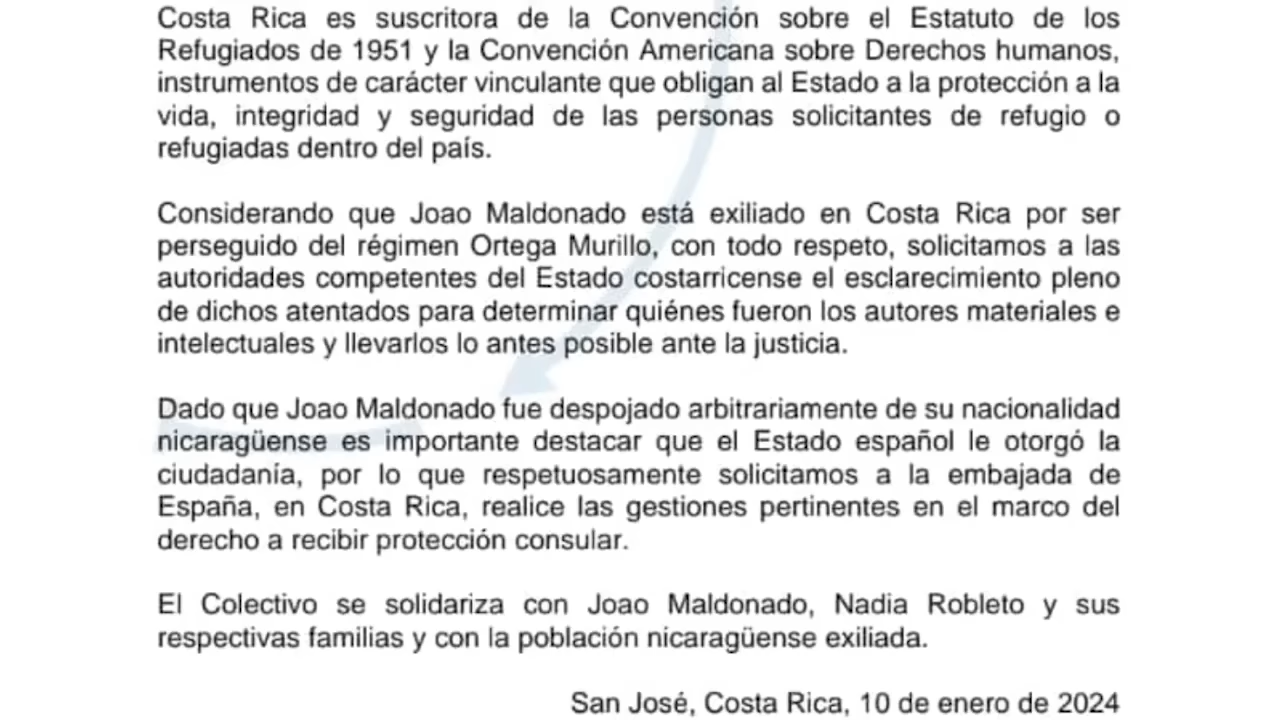 Costa Rica es suscritora de la Convención sobre el Estatuto de los
Refugiados de 1951 y la Convención Americana sobre Derechos humanos,
instrumentos de carácter vinculante que obligan al Estado a la protección a la
vida, integridad y seguridad de las personas solicitantes de refugio o
refugiadas dentro del país.
Considerando que Joao Maldonado está exiliado en Costa Rica por ser
perseguido del régimen Ortega Murillo, con todo respeto, solicitamos a las
autoridades competentes del Estado costarricense el esclarecimiento pleno
de dichos atentados para determinar quiénes fueron los autores materiales e
intelectuales y llevarlos lo antes posible ante la justicia.
Dado que Joao Maldonado fue despojado arbitrariamente de su nacionalidad
nicaragüense es importante destacar que el Estado español le otorgó la
ciudadanía, por lo que respetuosamente solicitamos a la embajada de
España, en Costa Rica, realice las gestiones pertinentes en el marco del
derecho a recibir protección consular.
El Colectivo se solidariza con Joao Maldonado, Nadia Robleto y sus
respectivas familias y con la población nicaragüense exiliada.
San José, Costa Rica, 10 de enero de 2024